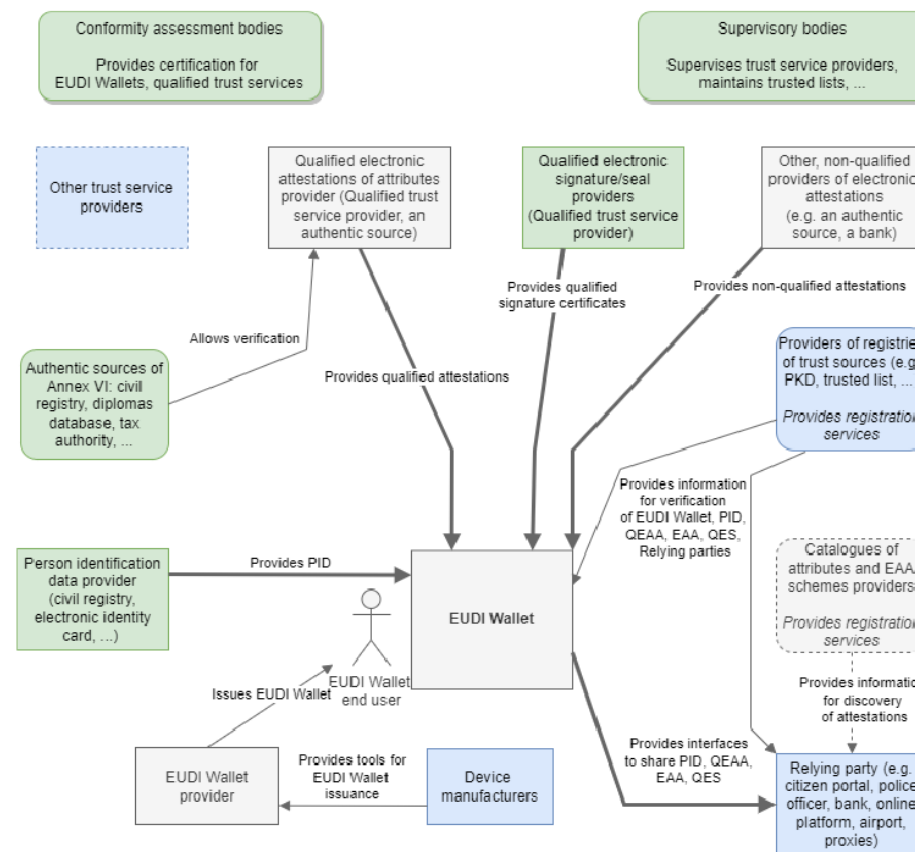 Conformity assessment bodies
Provides certification for
EUDI Wallets, qualified trust services
Supervisory bodies
Supervises trust service providers,
maintains trusted lists, ...
Other trust service
providers
Qualified electronic
attestations of attributes
provider (Qualified trust
service provider, an
authentic source)
Qualified electronic
signature/seal
providers
(Qualified trust service
provider)
Other, non-qualified
providers of electronic
attestations
(e.g. an authentic
source, a bank)
Provides qualified
signature certificates
Provides non-qualified attestations
Allows verification
Provides qualified attestations
Authentic sources of
Annex VI: civil
registry, diplomas
database, tax
authority, ...
Providers of registrie
of trust sources (e.g
PKD, trusted list, ...
Provides registration
services
Provides information
for verification
of EUDI Wallet, PID,
QEAA, EAA, QES,
Relying parties
Person identification
data provider
(civil registry,
electronic identity
card, ...)
Provides PID
EUDI Wallet
Catalogues of
attributes and EAA
schemes providers
Provides registration
services
EUDI Wallet
end user
Issues EUDI Wallet
Provides informatio
for discovery
of attestations
Provides interfaces
to share PID, QEAA,
EAA, QES
EUDI Wallet
provider
Provides tools for
EUDI Wallet
issuance
Device
manufacturers
Relying party (e.g.
citizen portal, police
officer, bank, online
platform, airport,
proxies)